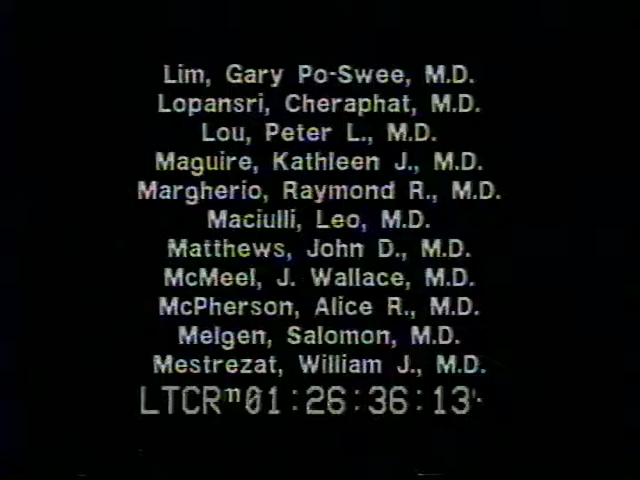 Lim, Gary Po-Swee, M.D.
Lopansri, Cheraphat, M.D.
Lou, Peter L., M.D.
Maguire, Kathleen J., M.D.
Margherio, Raymond R., M.D.
Maciulli, Leo, M.D.
Matthews, John D., M.D.
McMeel, J. Wallace, M.D.
McPherson, Alice R., M.D.
Melgen, Salomon, M.D.
Mestrezat, William J., M.D.
LTCR 01:26:36:13